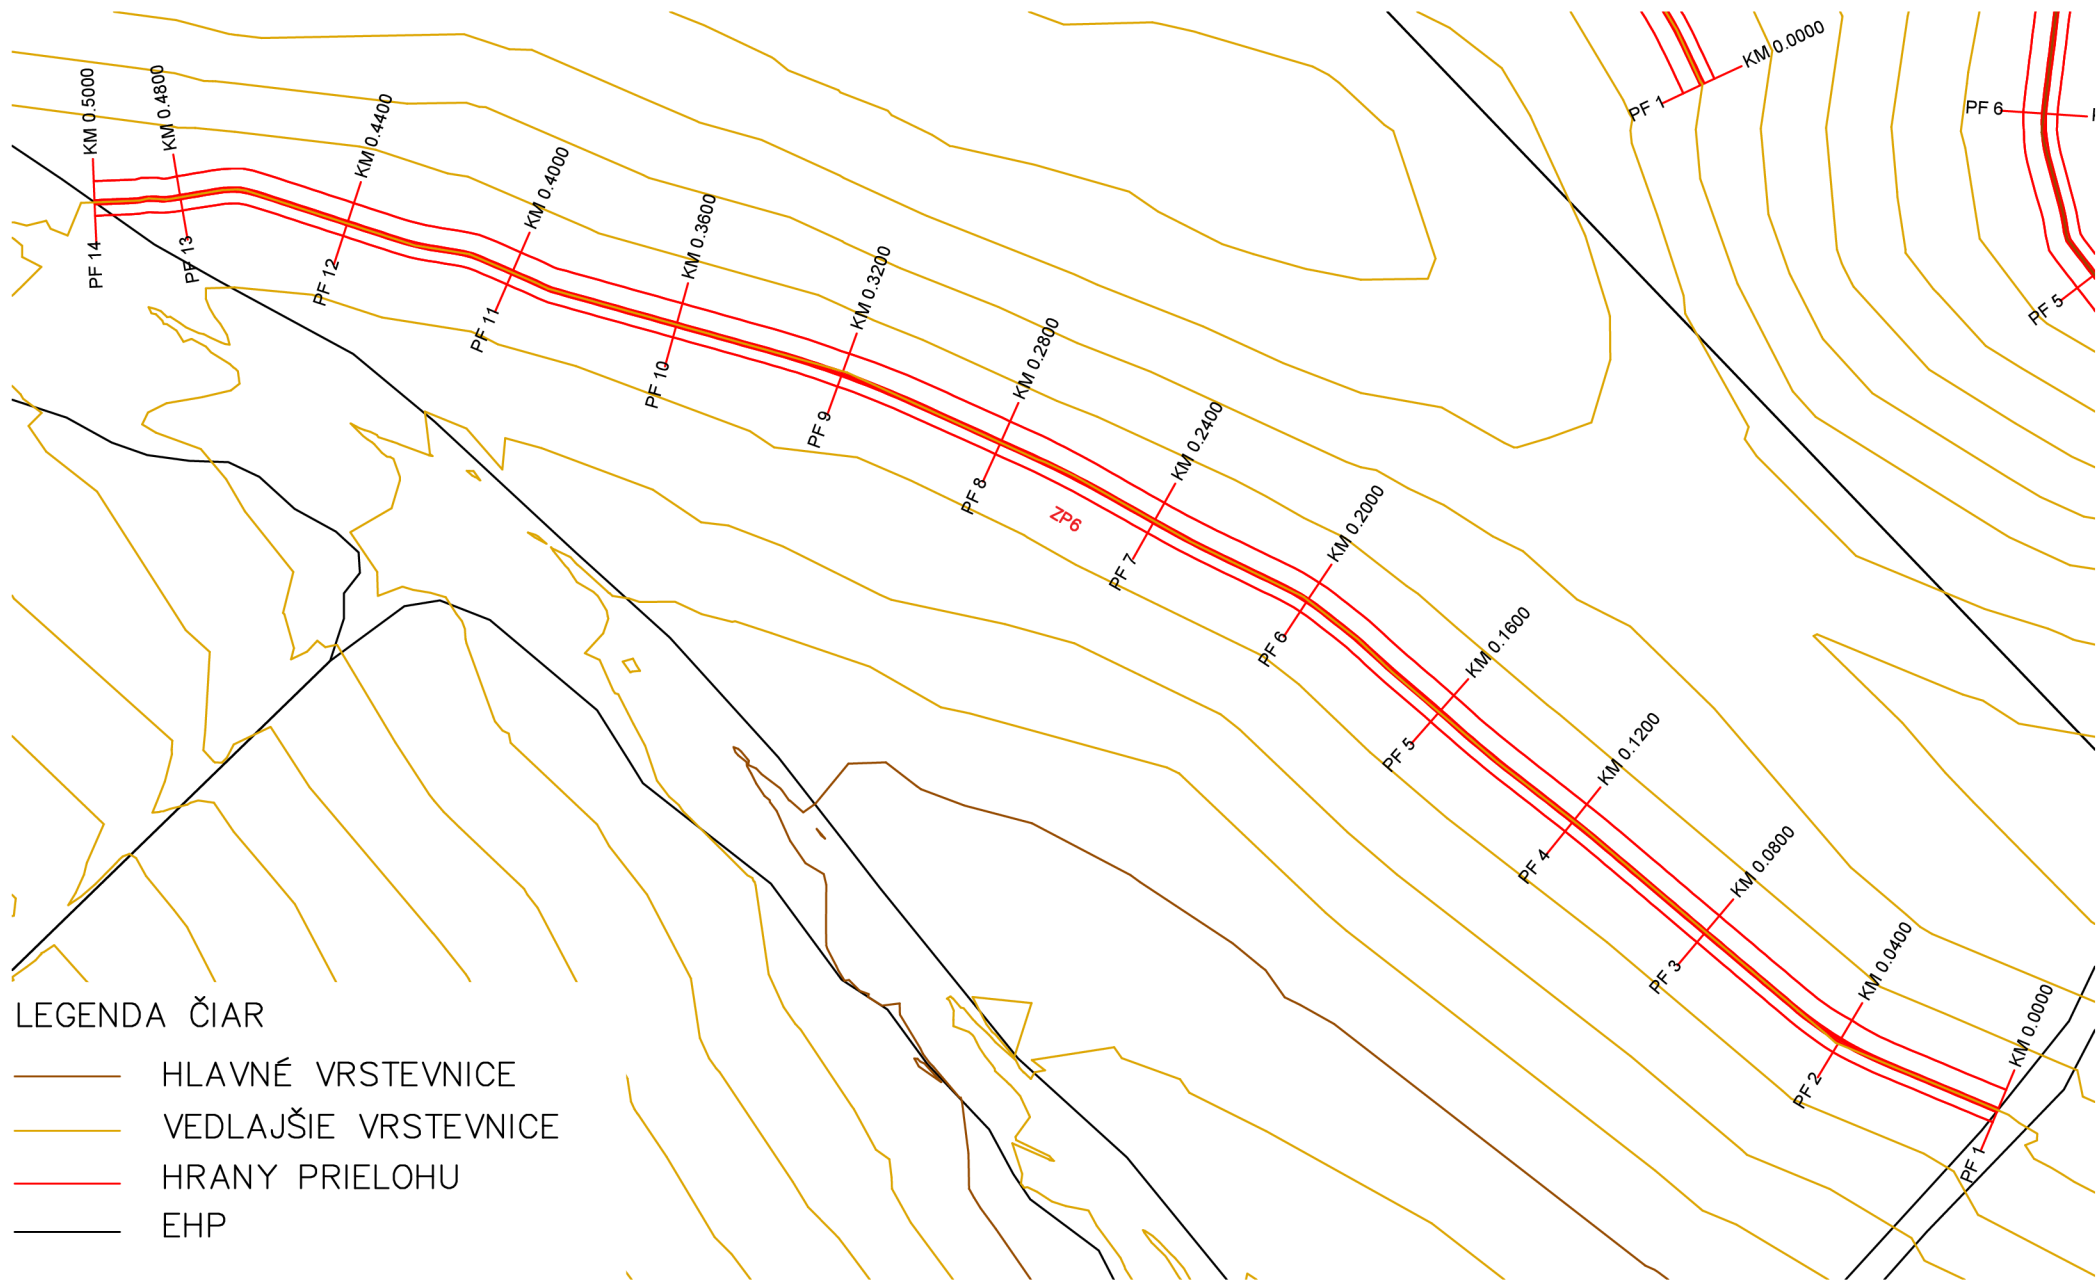 KM 0.5000
PF 14
KM 0.4800
PF 13
KM 0.4400
PF 12
KM 0.4000
PF 11
KM 0.3600
PF 10
KM 0.3200
PF 9
KM 0.2800
PF 8
KM 0.2400
PF 7
ZP6
KM 0.2000
PF 6
KM 0.1600
PF 5
KM 0.1200
PF 4
KM 0.0800
PF 3
KM 0.0400
PF 2
KM 0.0000
PF 1
KM 0.0000
PF 1
PF 6
PF 5
LEGENDA ČIAR
HLAVNÉ VRSTEVNICE
VEDLAJŠIE VRSTEVNICE
HRANY PRIELOHU
EHP